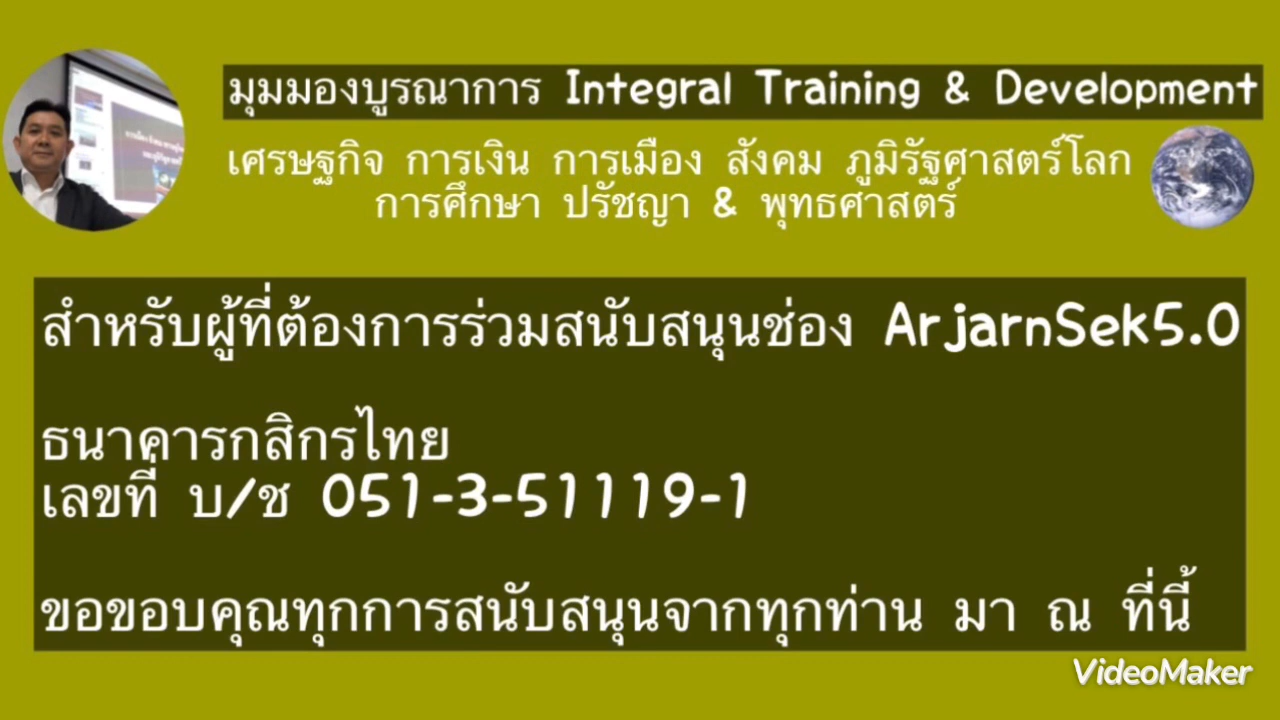 มุมมองบูรณาการ Integral Training & Development
เศรษฐกิจ การเงิน การเมือง สังคม ภูมิรัฐศาสตร์โลก
การศึกษา ปรัชญา & พุทธศาสตร์
สำหรับผู้ที่ต้องการร่วมสนับสนุนช่อง ArjarnSek5.0
ธนาคารกสิกรไทย
เลขที่ บ/ช 051-3-51119-1
ขอขอบคุณทุกการสนับสนุนจากทุกท่าน มา ณ ที่นี้
VideoMaker